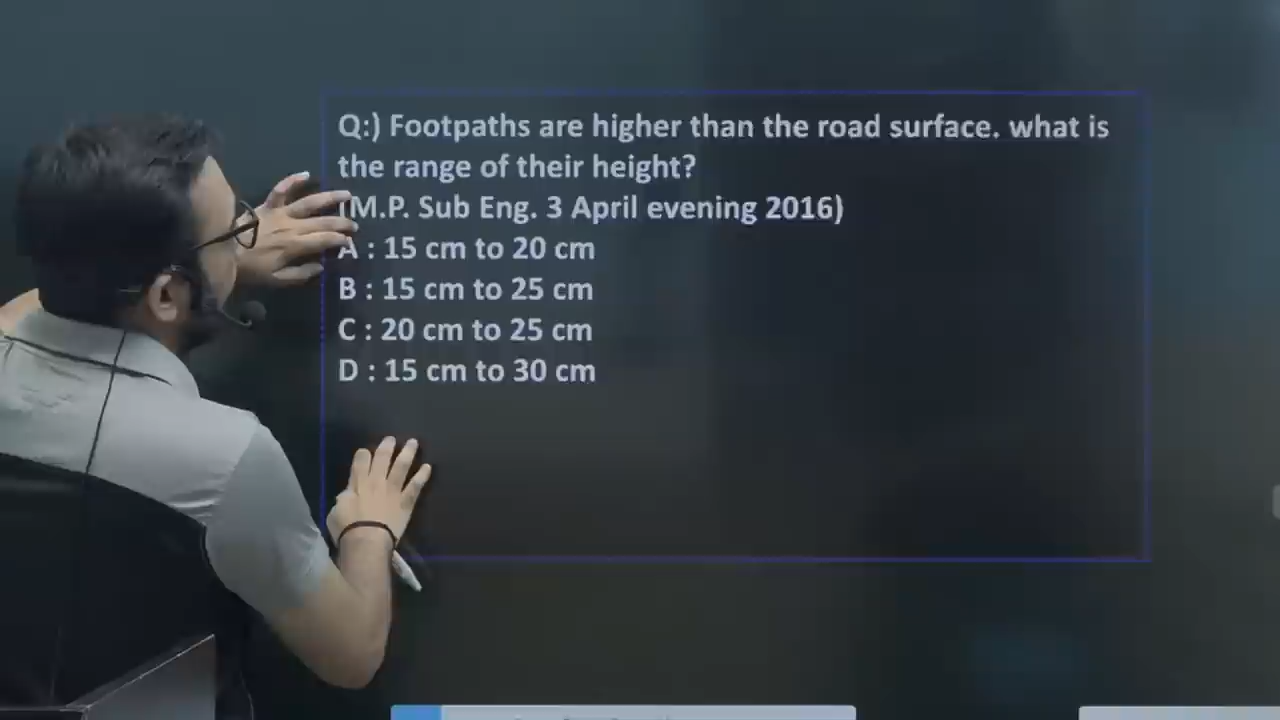 Q:) Footpaths are higher than the road surface. what is
the range of their height?
(M.P. Sub Eng. 3 April evening 2016)
A : 15 cm to 20 cm
B : 15 cm to 25 cm
C : 20 cm to 25 cm
D : 15 cm to 30 cm